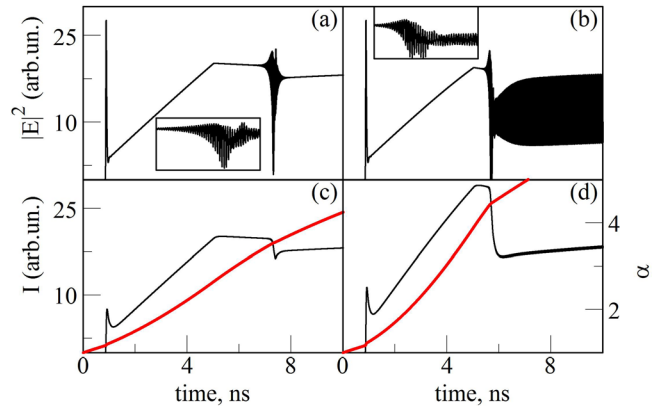 (a)
(b)
25
10
|E|² (arb.un.)
(c)
(d)
25
10
I (arb.un.)
4
2
α
0
4
8
0
4
8
time, ns
time, ns